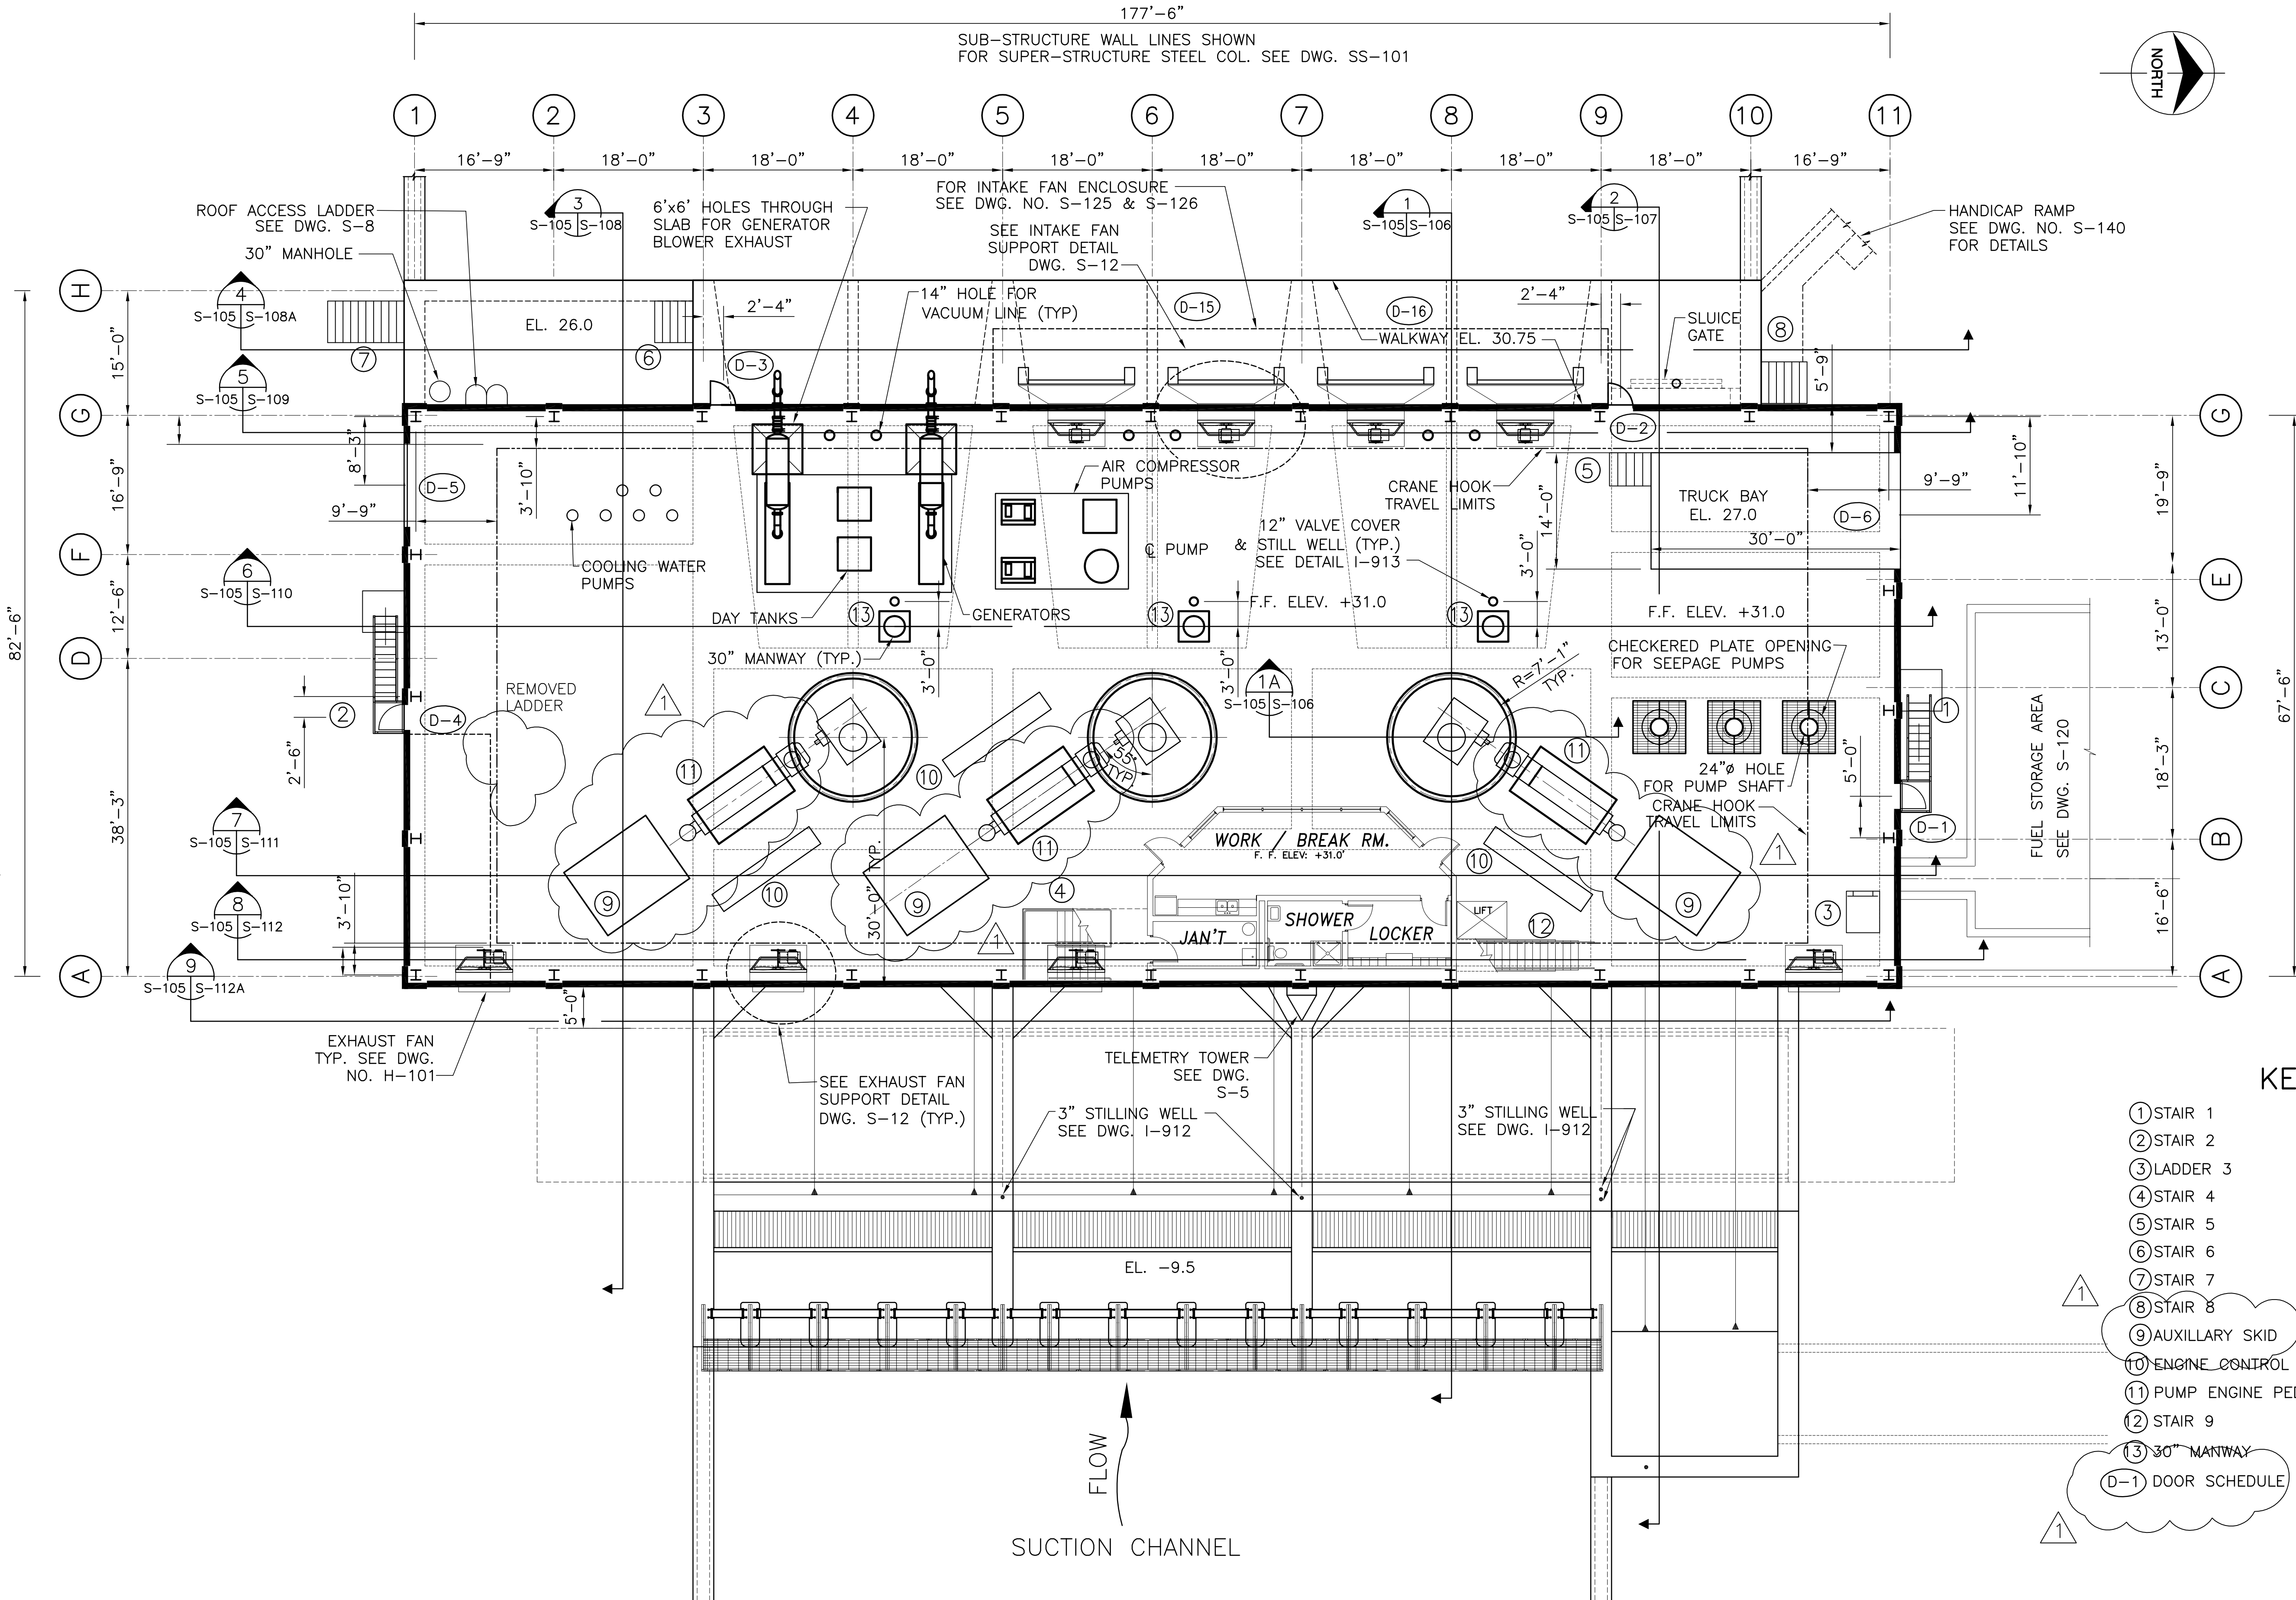 177'-6"
SUB-STRUCTURE WALL LINES SHOWN
FOR SUPER-STRUCTURE STEEL COL. SEE DWG. SS-101
NORTH
1
2
3
4
5
6
7
8
9
10
11
16'-9"
18'-0"
18'-0"
18'-0"
18'-0"
18'-0"
18'-0"
18'-0"
18'-0"
16'-9"
ROOF ACCESS LADDER
SEE DWG. S-8
30" MANHOLE
3
S-105 S-108
6'x6' HOLES THROUGH
SLAB FOR GENERATOR
BLOWER EXHAUST
FOR INTAKE FAN ENCLOSURE
SEE DWG. NO. S-125 & S-126
SEE INTAKE FAN
SUPPORT DETAIL
DWG. S-12
1
S-105 S-106
2
S-105 S-107
HANDICAP RAMP
SEE DWG. NO. S-140
FOR DETAILS
H
4
S-105 S-108A
EL. 26.0
2'-4"
14" HOLE FOR
VACUUM LINE (TYP)
D-15
D-16
2'-4"
SLUICE
GATE
8
WALKWAY EL. 30.75
15'-0"
7
6
D-3
5'-9"
5
S-105 S-109
G
G
D-2
82'-6"
16'-9"
8'-3"
D-5
3'-10"
9'-9"
AIR COMPRESSOR
PUMPS
CRANE HOOK
TRAVEL LIMITS
5
14'-0"
TRUCK BAY
EL. 27.0
D-6
9'-9"
11'-10"
19'-9"
F
COOLING WATER
PUMPS
℄ PUMP
12" VALVE COVER
& STILL WELL (TYP.)
SEE DETAIL I-913
3'-0"
30'-0"
E
6
S-105 S-110
12'-6"
DAY TANKS
13
GENERATORS
13
F.F. ELEV. +31.0
13
F.F. ELEV. +31.0
13'-0"
D
30" MANWAY (TYP.)
3'-0"
3'-0"
CHECKERED PLATE OPENING
FOR SEEPAGE PUMPS
67'-6"
2'-6"
2
D-4
REMOVED
LADDER
1
1A
S-105 S-106
R=7'-1"
TYP.
C
1
38'-3"
11
10
55°
TYP
11
24"ø HOLE
FOR PUMP SHAFT
CRANE HOOK
TRAVEL LIMITS
5'-0"
18'-3"
FUEL STORAGE AREA
SEE DWG. S-120
D-1
B
7
S-105 S-111
11
WORK / BREAK RM.
F. F. ELEV: +31.0'
10
1
8
S-105 S-112
3'-10"
9
10
30'-0" TYP.
9
4
1
JAN'T
SHOWER
LOCKER
LIFT
12
9
3
16'-6"
9
S-105 S-112A
A
A
5'-0"
EXHAUST FAN
TYP. SEE DWG.
NO. H-101
SEE EXHAUST FAN
SUPPORT DETAIL
DWG. S-12 (TYP.)
TELEMETRY TOWER
SEE DWG.
S-5
3" STILLING WELL
SEE DWG. I-912
3" STILLING WELL
SEE DWG. I-912
EL. -9.5
FLOW
SUCTION CHANNEL
KE
1 STAIR 1
2 STAIR 2
3 LADDER 3
4 STAIR 4
5 STAIR 5
6 STAIR 6
7 STAIR 7
1
8 STAIR 8
9 AUXILLARY SKID
10 ENGINE CONTROL
11 PUMP ENGINE PE
12 STAIR 9
13 30" MANWAY
D-1 DOOR SCHEDULE
1